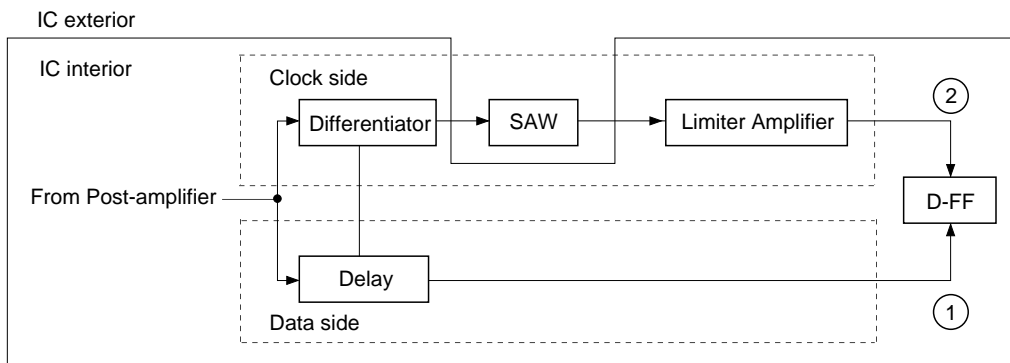 IC exterior
IC interior
Clock side
2
Differentiator
SAW
Limiter Amplifier
From Post-amplifier
D-FF
Delay
1
Data side